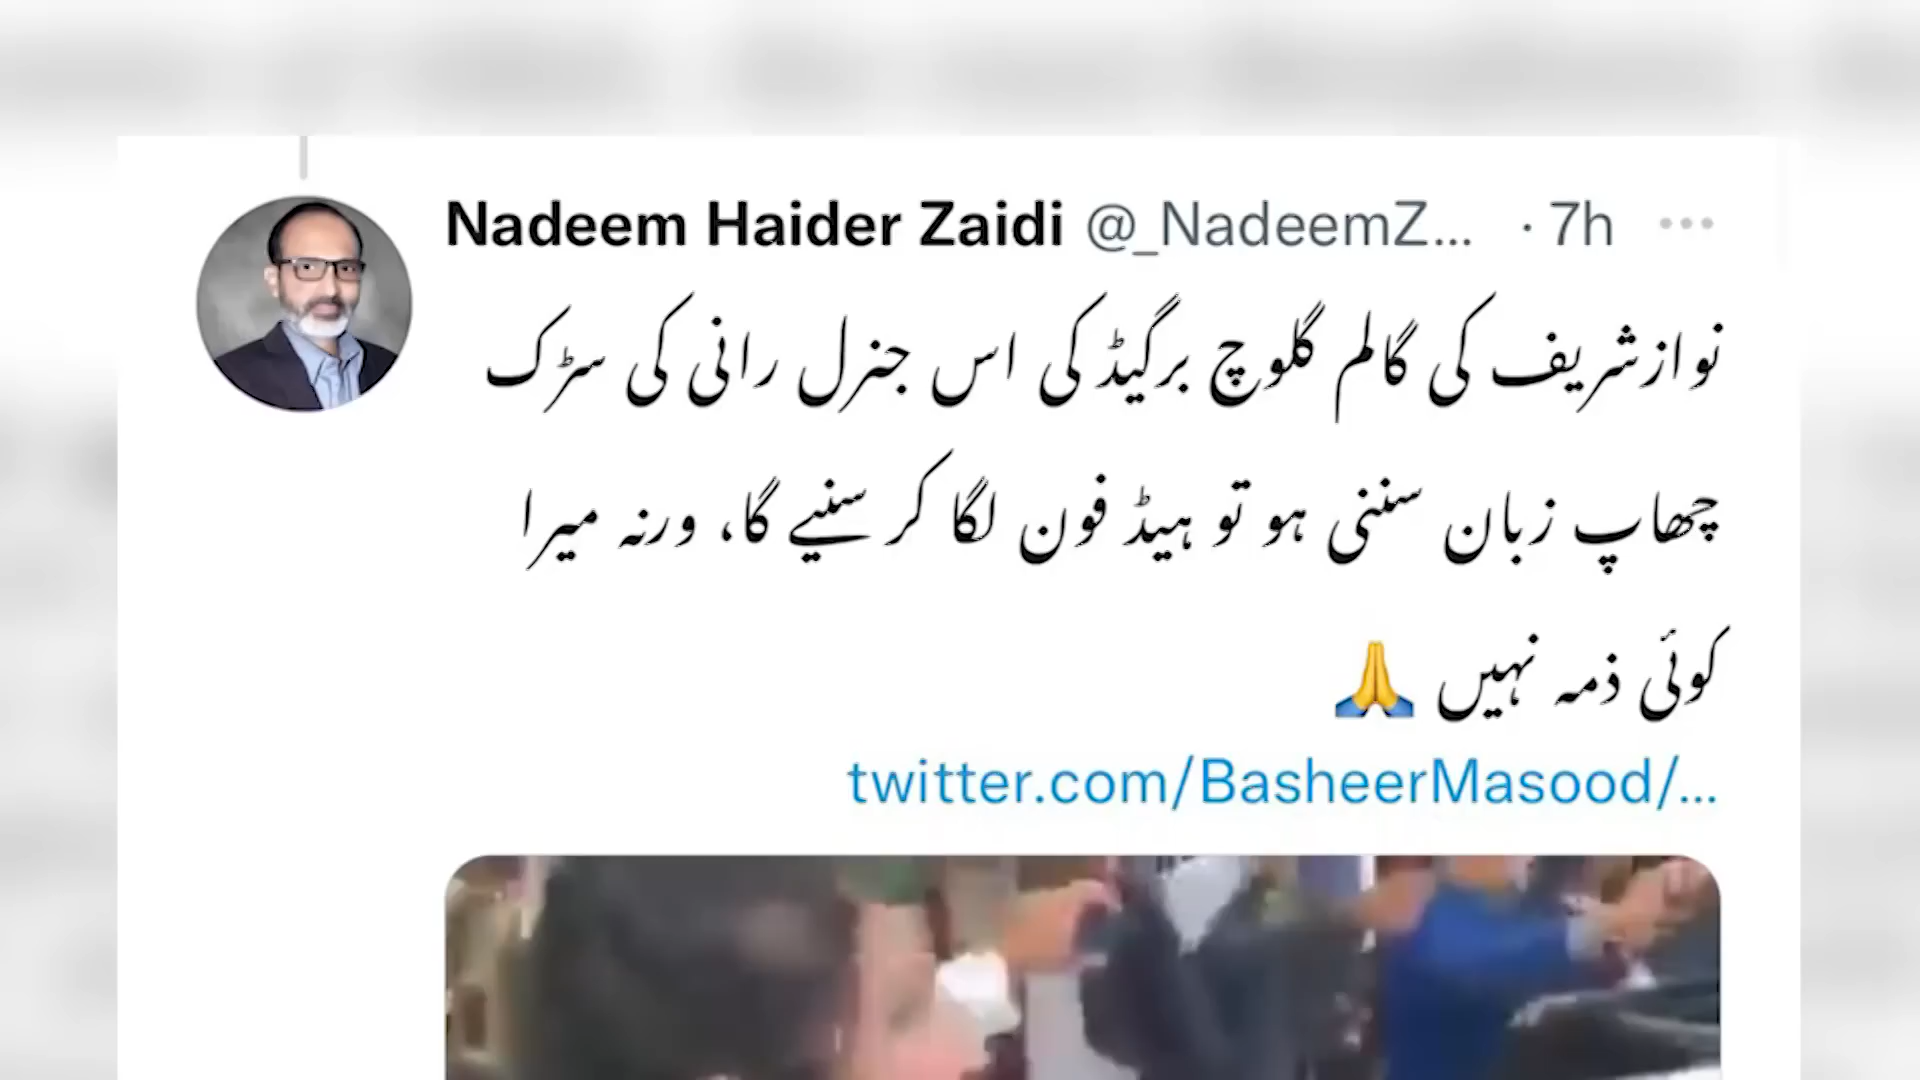 Nadeem Haider Zaidi @_NadeemZ... · 7h
نوازشریف کی گالم گلوچ برگیڈ کی اس جنرل رانی کی سڑک
چھاپ زبان سننی ہو تو ہیڈ فون لگا کر سنیے گا، ورنہ میرا
کوئی ذمہ نہیں 🙏
twitter.com/BasheerMasood/...